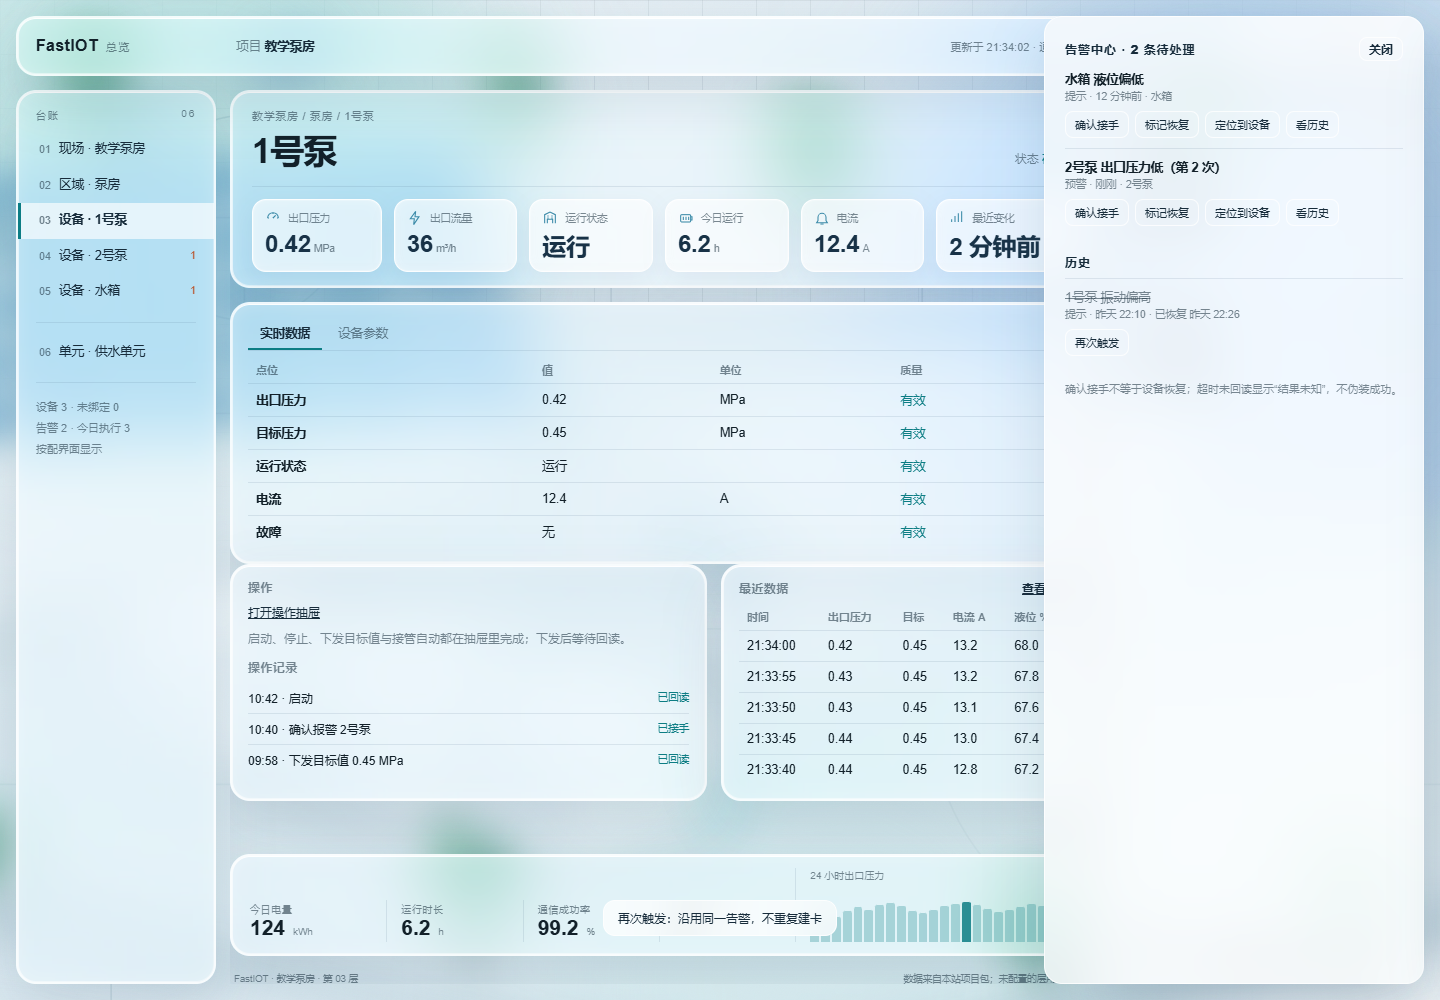 FastIOT 总览
项目 教学泵房
更新于 21:34:02 ·
台账 06
01 现场 · 教学泵房
02 区域 · 泵房
03 设备 · 1号泵
04 设备 · 2号泵 1
05 设备 · 水箱 1
06 单元 · 供水单元
设备 3 · 未绑定 0
告警 2 · 今日执行 3
按配界面显示
教学泵房 / 泵房 / 1号泵
1号泵
状态
出口压力
0.42 MPa
出口流量
36 m³/h
运行状态
运行
今日运行
6.2 h
电流
12.4 A
最近变化
2 分钟前
实时数据 设备参数
点位 值 单位 质量
出口压力 0.42 MPa 有效
目标压力 0.45 MPa 有效
运行状态 运行 有效
电流 12.4 A 有效
故障 无 有效
操作
打开操作抽屉
启动、停止、下发目标值与接管自动都在抽屉里完成；下发后等待回读。
操作记录
10:42 · 启动 已回读
10:40 · 确认报警 2号泵 已接手
09:58 · 下发目标值 0.45 MPa 已回读
最近数据 查看
时间 出口压力 目标 电流 A 液位 %
21:34:00 0.42 0.45 13.2 68.0
21:33:55 0.43 0.45 13.2 67.8
21:33:50 0.43 0.45 13.1 67.6
21:33:45 0.44 0.45 13.0 67.4
21:33:40 0.44 0.45 12.8 67.2
今日电量
124 kWh
运行时长
6.2 h
通信成功率
99.2 %
再次触发：沿用同一告警，不重复建卡
24 小时出口压力
FastIOT · 教学泵房 · 第 03 层
数据来自本站项目包；未配置的层
告警中心 · 2 条待处理 关闭
水箱 液位偏低
提示 · 12 分钟前 · 水箱
确认接手 标记恢复 定位到设备 看历史
2号泵 出口压力低（第 2 次）
预警 · 刚刚 · 2号泵
确认接手 标记恢复 定位到设备 看历史
历史
1号泵 振动偏高
提示 · 昨天 22:10 · 已恢复 昨天 22:26
再次触发
确认接手不等于设备恢复；超时未回读显示“结果未知”，不伪装成功。